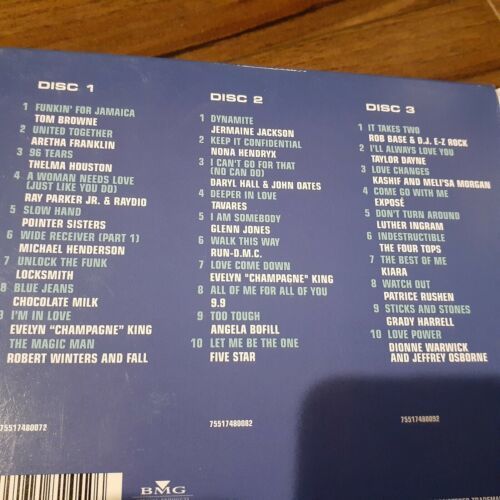 DISC 1
1 FUNKIN' FOR JAMAICA
TOM BROWNE
2 UNITED TOGETHER
ARETHA FRANKLIN
3 96 TEARS
THELMA HOUSTON
4 A WOMAN NEEDS LOVE
(JUST LIKE YOU DO)
RAY PARKER JR. & RAYDIO
5 SLOW HAND
POINTER SISTERS
6 WIDE RECEIVER (PART 1)
MICHAEL HENDERSON
7 UNLOCK THE FUNK
LOCKSMITH
8 BLUE JEANS
CHOCOLATE MILK
9 I'M IN LOVE
EVELYN "CHAMPAGNE" KING
THE MAGIC MAN
ROBERT WINTERS AND FALL
75517480072
DISC 2
1 DYNAMITE
JERMAINE JACKSON
2 KEEP IT CONFIDENTIAL
NONA HENDRYX
3 I CAN'T GO FOR THAT
(NO CAN DO)
DARYL HALL & JOHN OATES
4 DEEPER IN LOVE
TAVARES
5 I AM SOMEBODY
GLENN JONES
6 WALK THIS WAY
RUN-D.M.C.
7 LOVE COME DOWN
EVELYN "CHAMPAGNE" KING
8 ALL OF ME FOR ALL OF YOU
9.9
9 TOO TOUGH
ANGELA BOFILL
10 LET ME BE THE ONE
FIVE STAR
75517480082
DISC 3
1 IT TAKES TWO
ROB BASE & D.J. E-Z ROCK
2 I'LL ALWAYS LOVE YOU
TAYLOR DAYNE
3 LOVE CHANGES
KASHIF AND MELI'SA MORGAN
4 COME GO WITH ME
EXPOSÉ
5 DON'T TURN AROUND
LUTHER INGRAM
6 INDESTRUCTIBLE
THE FOUR TOPS
7 THE BEST OF ME
KIARA
8 WATCH OUT
PATRICE RUSHEN
9 STICKS AND STONES
GRADY HARRELL
10 LOVE POWER
DIONNE WARWICK
AND JEFFREY OSBORNE
75517480092
BMG